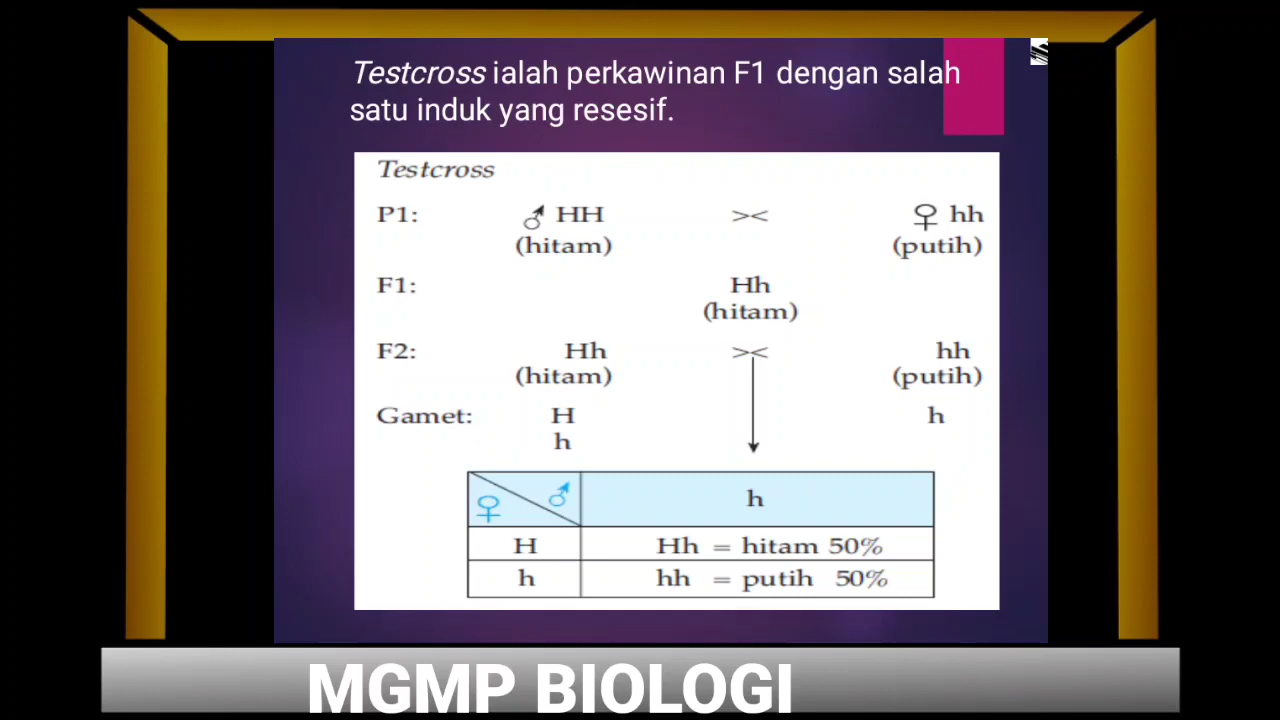 Testcross ialah perkawinan F1 dengan salah
satu induk yang resesif.
Testcross
P1: ♂ HH >< ♀ hh
(hitam) (putih)
F1: Hh
(hitam)
F2: Hh >< hh
(hitam) (putih)
Gamet: H h
h
♀ ♂ h
H Hh = hitam 50%
h hh = putih 50%
MGMP BIOLOGI